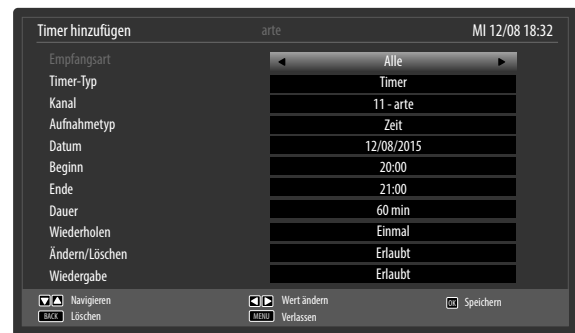 Timer hinzufügen arte MI 12/08 18:32
Empfangsart Alle
Timer-Typ Timer
Kanal 11 - arte
Aufnahmetyp Zeit
Datum 12/08/2015
Beginn 20:00
Ende 21:00
Dauer 60 min
Wiederholen Einmal
Ändern/Löschen Erlaubt
Wiedergabe Erlaubt
Navigieren Wert ändern OK Speichern
BACK Löschen MENU Verlassen